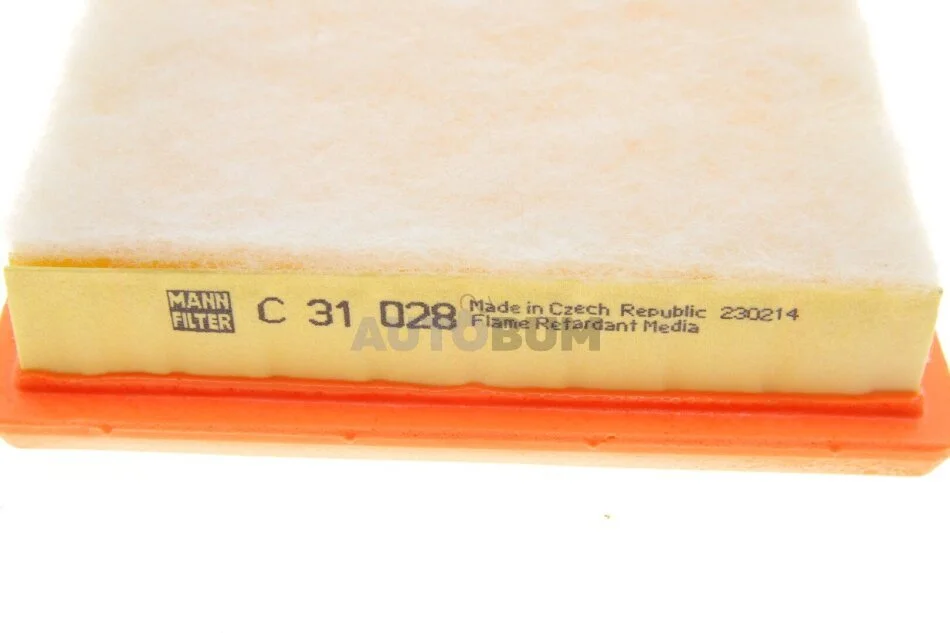 MANN
FILTER
C 31 028
Made in Czech Republic 230214
Flame Retardant Media
AUTOBUM